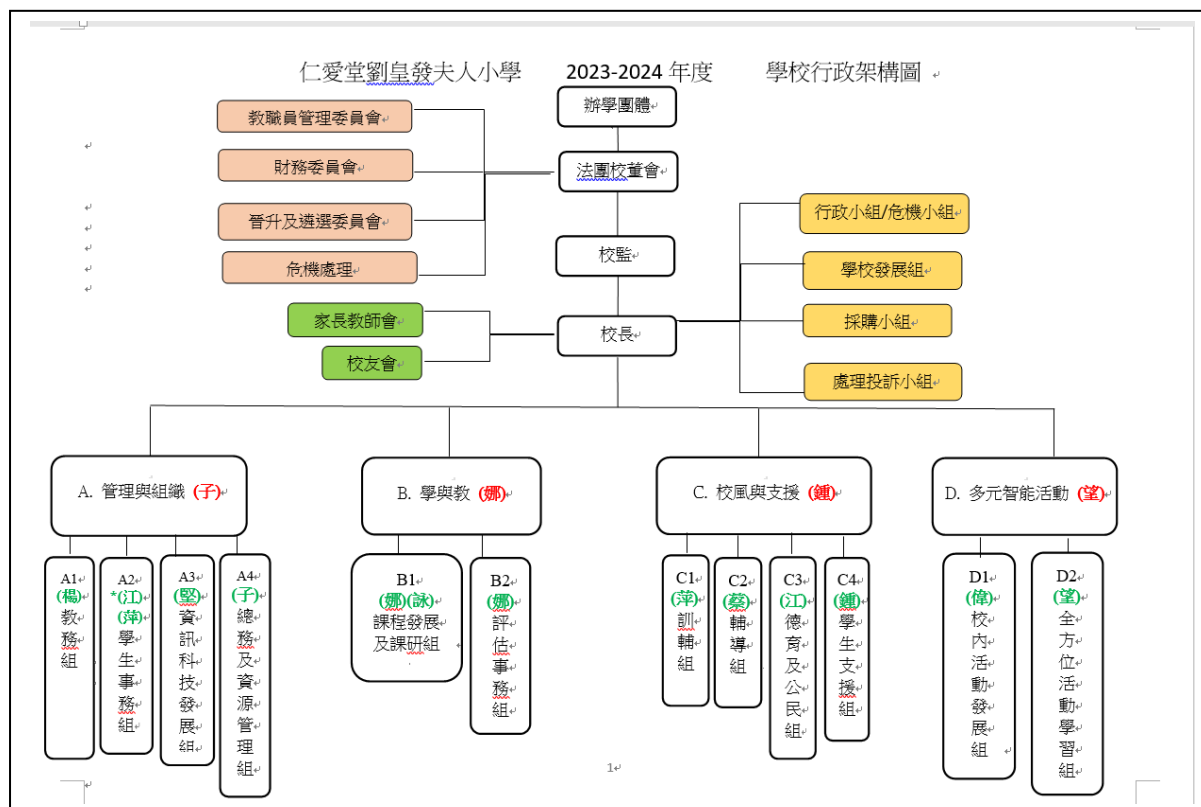 仁愛堂劉皇發夫人小學 2023-2024 年度 學校行政架構圖
辦學團體
教職員管理委員會
財務委員會
法團校董會
晉升及遴選委員會
行政小組/危機小組
校監
危機處理
學校發展組
家長教師會
校長
採購小組
校友會
處理投訴小組
A. 管理與組織 (子)
B. 學與教 (娜)
C. 校風與支援 (鍾)
D. 多元智能活動 (望)
A1
(楊)
教務組
A2
*(江)
(萍)
學生事務組
A3
(堅)
資訊科技發展組
A4
(子)
總務及資源管理組
B1
(娜)(詠)
課程發展
及課研組
B2
(娜)
評估事務組
C1
(萍)
訓輔組
C2
(蔡)
輔導組
C3
(江)
德育及公民組
C4
(鍾)
學生支援組
D1
(偉)
校內活動發展組
D2
(望)
全方位活動學習組
1